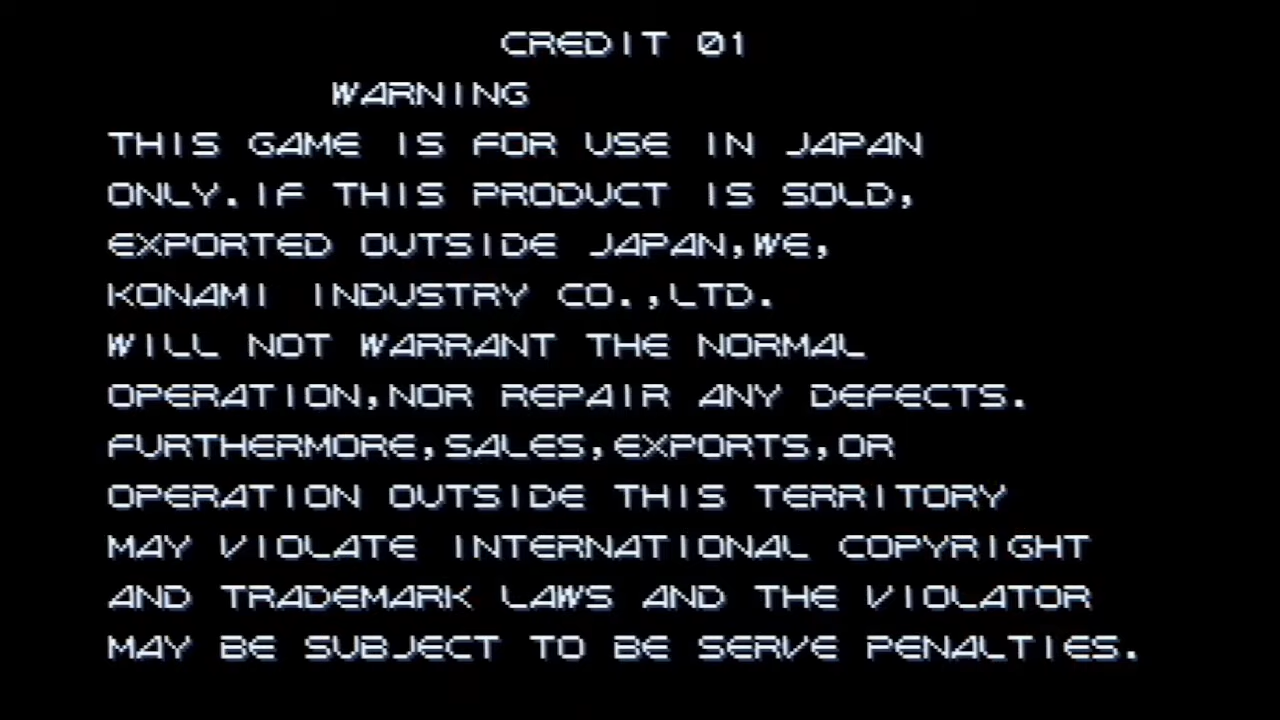 CREDIT 01
WARNING
THIS GAME IS FOR USE IN JAPAN
ONLY.IF THIS PRODUCT IS SOLD,
EXPORTED OUTSIDE JAPAN,WE,
KONAMI INDUSTRY CO.,LTD.
WILL NOT WARRANT THE NORMAL
OPERATION,NOR REPAIR ANY DEFECTS.
FURTHERMORE,SALES,EXPORTS,OR
OPERATION OUTSIDE THIS TERRITORY
MAY VIOLATE INTERNATIONAL COPYRIGHT
AND TRADEMARK LAWS AND THE VIOLATOR
MAY BE SUBJECT TO BE SERVE PENALTIES.